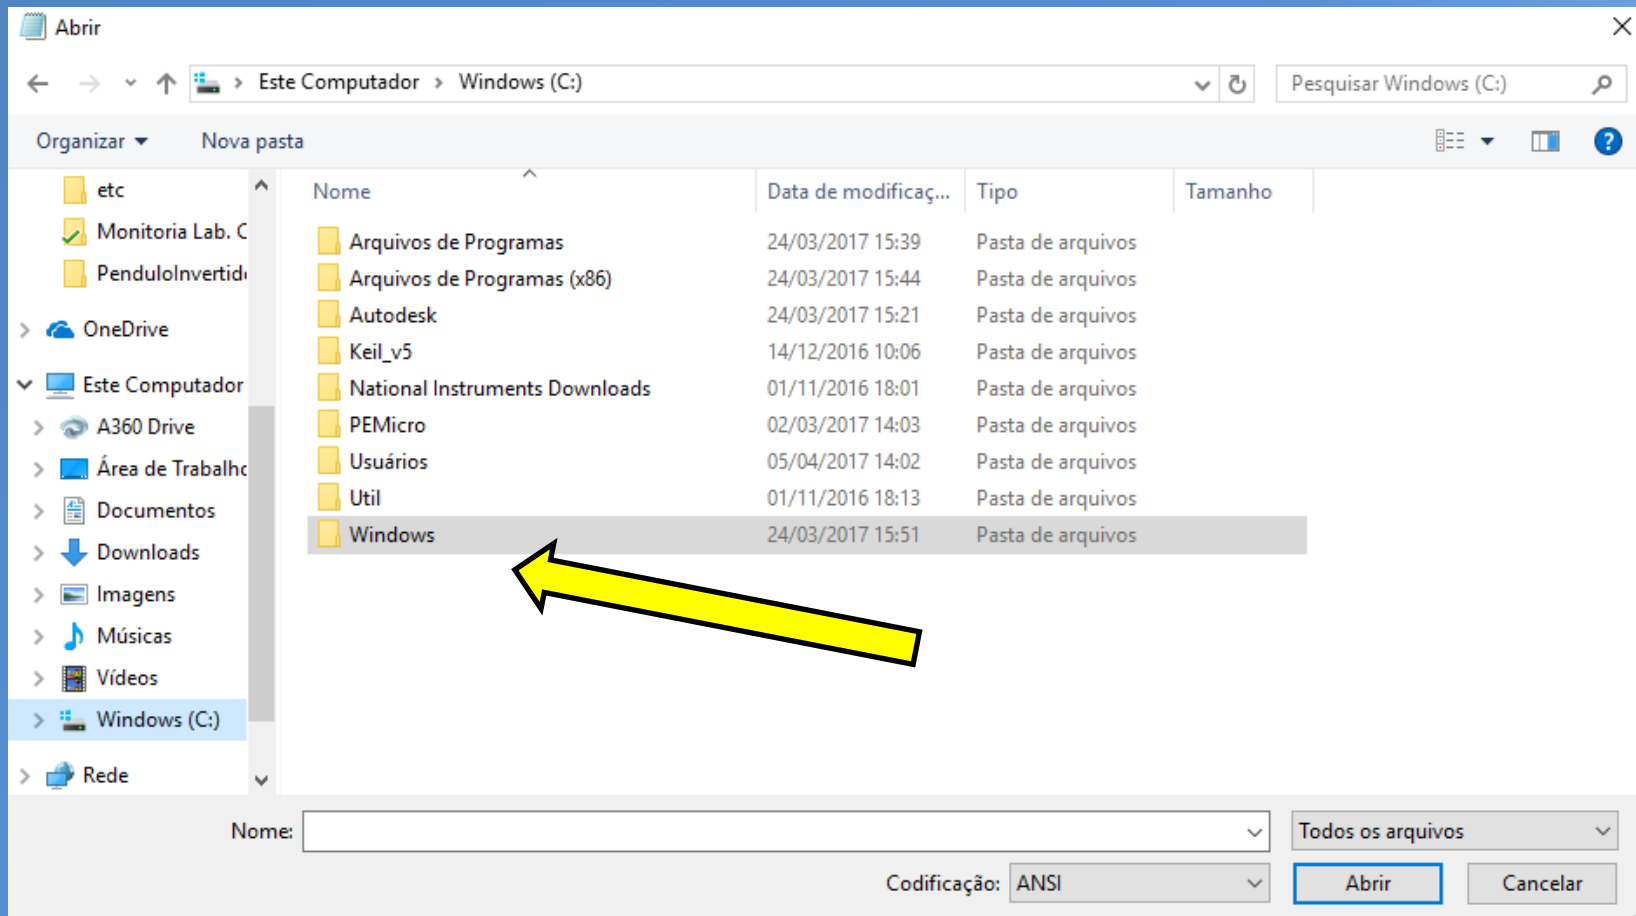 Abrir
Este Computador > Windows (C:)
Pesquisar Windows (C:)
Organizar
Nova pasta
etc
Monitoria Lab. C
PenduloInvertid
OneDrive
Este Computador
A360 Drive
Área de Trabalho
Documentos
Downloads
Imagens
Músicas
Vídeos
Windows (C:)
Rede
Nome Data de modificaç... Tipo Tamanho
Arquivos de Programas 24/03/2017 15:39 Pasta de arquivos
Arquivos de Programas (x86) 24/03/2017 15:44 Pasta de arquivos
Autodesk 24/03/2017 15:21 Pasta de arquivos
Keil_v5 14/12/2016 10:06 Pasta de arquivos
National Instruments Downloads 01/11/2016 18:01 Pasta de arquivos
PEMicro 02/03/2017 14:03 Pasta de arquivos
Usuários 05/04/2017 14:02 Pasta de arquivos
Util 01/11/2016 18:13 Pasta de arquivos
Windows 24/03/2017 15:51 Pasta de arquivos
Nome:
Todos os arquivos
Codificação: ANSI
Abrir
Cancelar